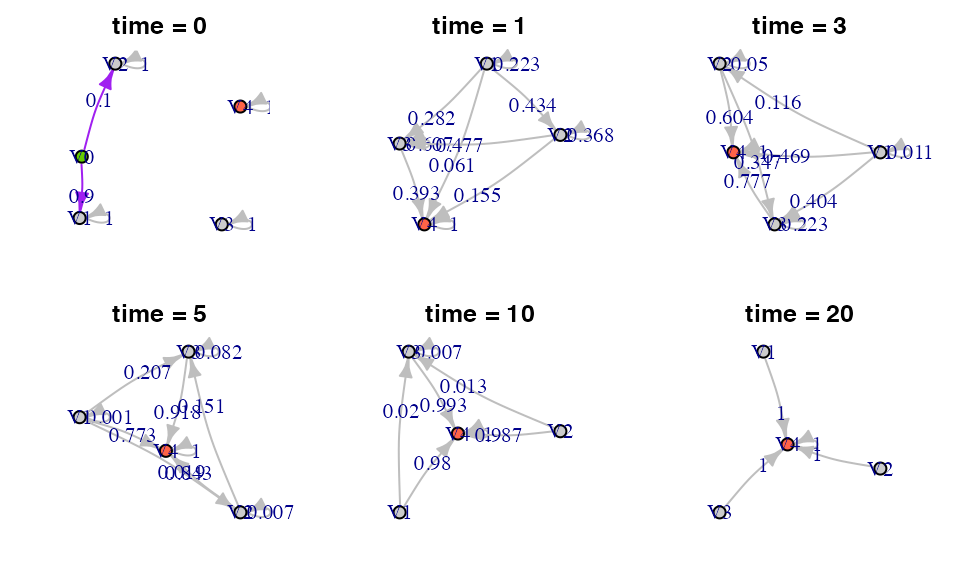 time = 0
V2 1
0.1
V4 1
V0
0.9
V1 1
V3 1
time = 1
V1 0.223
0.434
0.282
V2 0.368
V3 0.607
0.477
0.061
0.393
0.155
V4 1
time = 3
V2 0.05
0.116
0.604
V4 1
0.469
V1 0.011
0.347
0.777
0.404
V3 0.223
time = 5
V3 0.082
0.207
0.151
0.918
V1 0.001
0.773
V4 1
0.843
V2 0.007
time = 10
V3 0.007
0.013
0.02
0.993
V4 1
0.987
V2
0.98
V1
time = 20
V1
1
V4 1
1
1
V2
V3